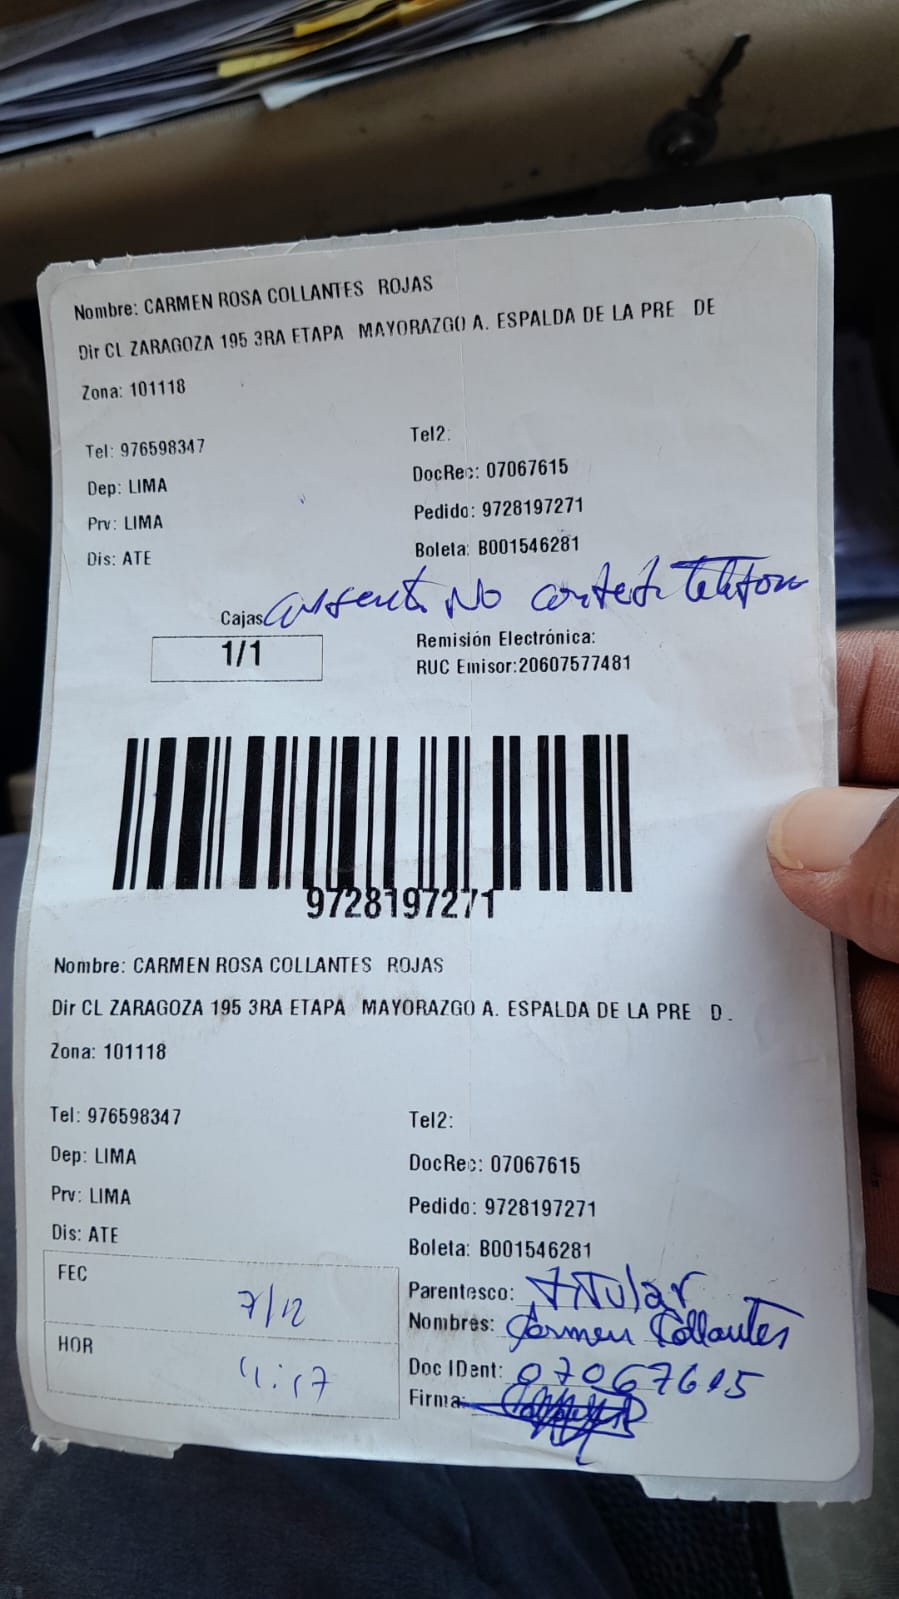 Nombre: CARMEN ROSA COLLANTES ROJAS
Dir CL ZARAGOZA 195 3RA ETAPA MAYORAZGO A. ESPALDA DE LA PRE DE
Zona: 101118
Tel: 976598347 Tel2:
Dep: LIMA DocRec: 07067615
Prv: LIMA Pedido: 9728197271
Dis: ATE Boleta: B001546281
Cajas No
1/1
Remisión Electrónica:
RUC Emisor:20607577481
9728197271
Nombre: CARMEN ROSA COLLANTES ROJAS
Dir CL ZARAGOZA 195 3RA ETAPA MAYORAZGO A. ESPALDA DE LA PRE D.
Zona: 101118
Tel: 976598347 Tel2:
Dep: LIMA DocRec: 07067615
Prv: LIMA Pedido: 9728197271
Dis: ATE Boleta: B001546281
FEC 7/12
HOR 4:17
Parentesco: Titular
Nombres: Carmen Collantes
Doc IDent: 07067615
Firma: